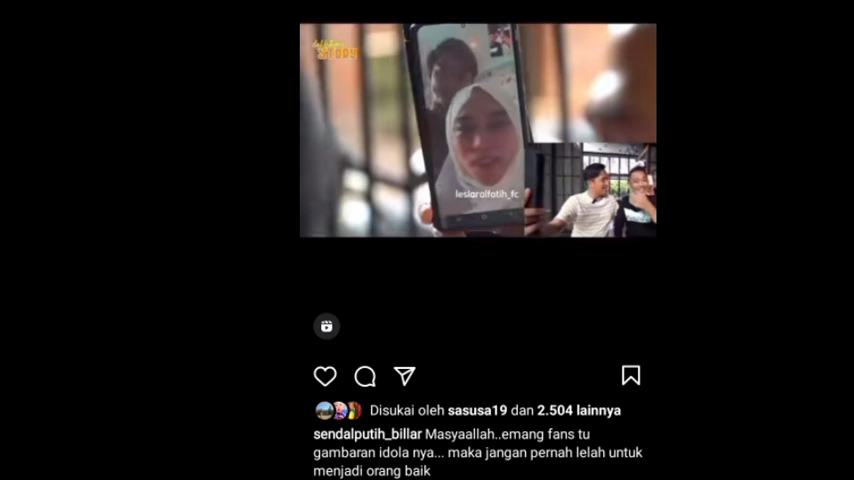 STORY
leslaralfatih_fc
Disukai oleh sasusa19 dan 2.504 lainnya
sendalputih_billar Masyaallah..emang fans tu
gambaran idola nya... maka jangan pernah lelah untuk
menjadi orang baik